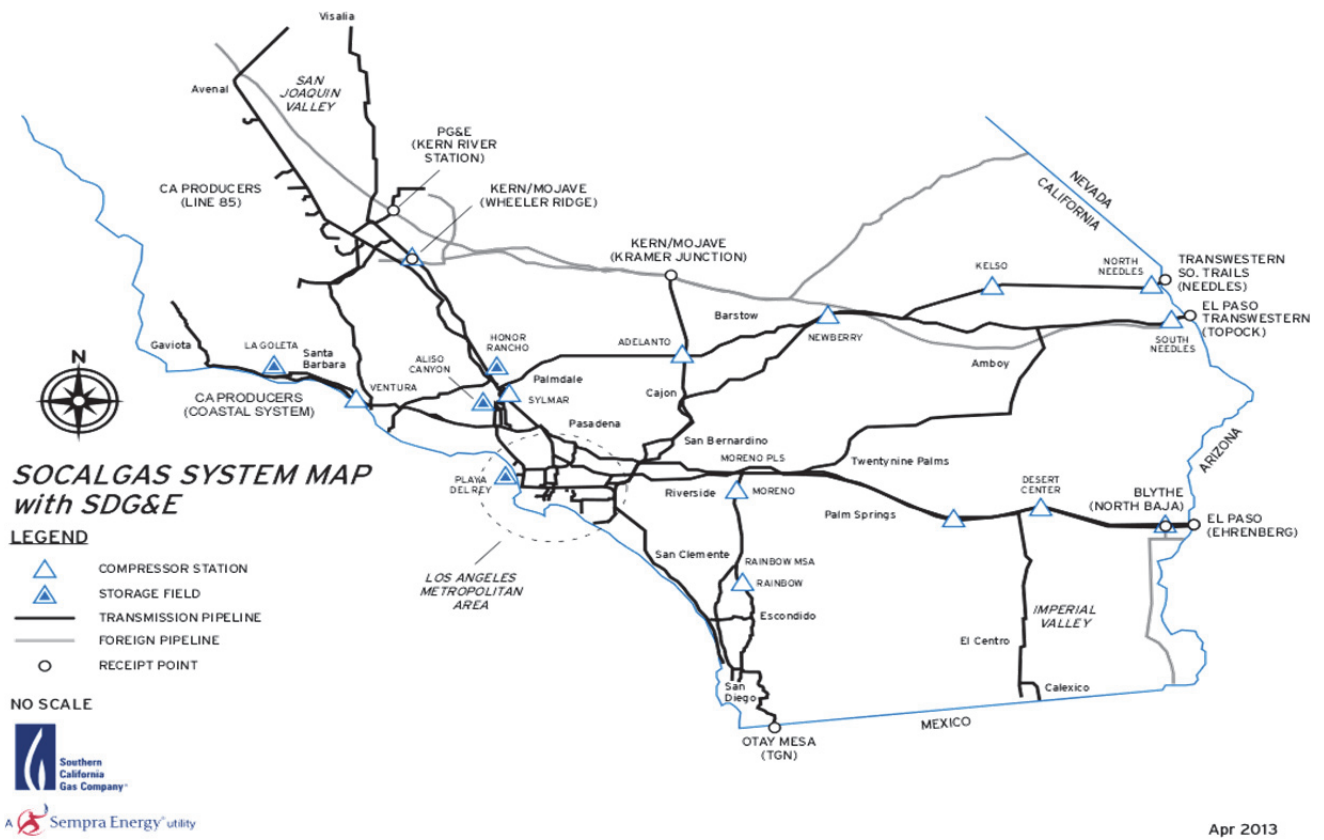 Visalia
SAN
JOAQUIN
VALLEY
Avenal
PG&E
(KERN RIVER
STATION)
CA PRODUCERS
(LINE 85)
KERN/MOJAVE
(WHEELER RIDGE)
NEVADA
CALIFORNIA
KERN/MOJAVE
(KRAMER JUNCTION)
KELSO
NORTH
NEEDLES
TRANSWESTERN
SO. TRAILS
(NEEDLES)
EL PASO
TRANSWESTERN
(TOPOCK)
Barstow
NEWBERRY
SOUTH
NEEDLES
Gaviota
LA GOLETA
Santa
Barbara
HONOR
RANCHO
ALISO
CANYON
ADELANTO
Amboy
CA PRODUCERS
(COASTAL SYSTEM)
VENTURA
Palmdale
SYLMAR
Cajon
N
Pasadena
San Bernardino
MORENO PLS
Twentynine Palms
ARIZONA
SOCALGAS SYSTEM MAP
with SDG&E
PLAYA
DEL REY
Riverside
MORENO
Palm Springs
DESERT
CENTER
BLYTHE
(NORTH BAJA)
EL PASO
(EHRENBERG)
LEGEND
COMPRESSOR STATION
STORAGE FIELD
TRANSMISSION PIPELINE
FOREIGN PIPELINE
RECEIPT POINT
San Clemente
LOS ANGELES
METROPOLITAN
AREA
RAINBOW MSA
RAINBOW
Escondido
IMPERIAL
VALLEY
El Centro
San
Diego
Calexico
MEXICO
OTAY MESA
(TGN)
NO SCALE
Southern
California
Gas Company™
A Sempra Energy® utility
Apr 2013